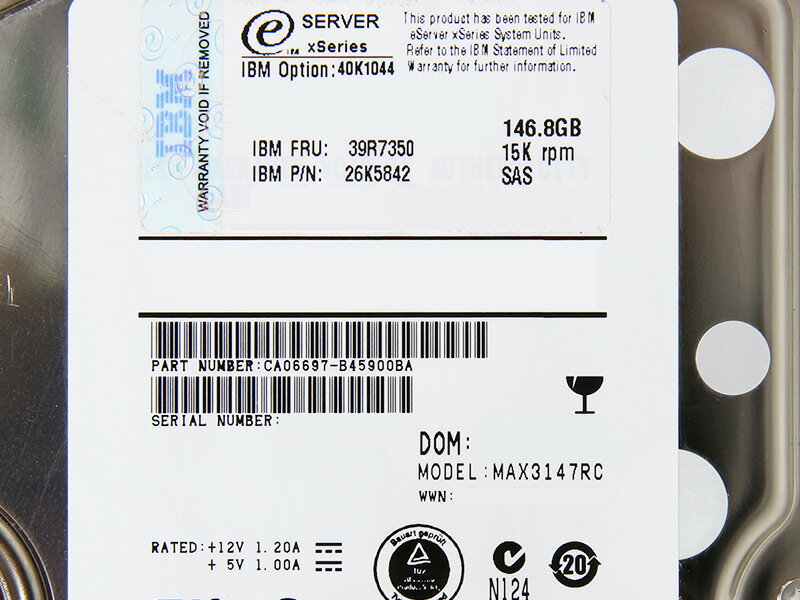 e SERVER
xSeries
IBM Option:40K1044
This product has been tested for IBM
eServer xSeries System Units.
Refer to the IBM Statement of Limited
Warranty for further information.
IBM
WARRANTY VOID IF REMOVED
146.8GB
IBM FRU: 39R7350 15K rpm
IBM P/N: 26K5842 SAS
PART NUMBER:CA06697-B45900BA
SERIAL NUMBER:
DOM:
MODEL:MAX3147RC
WWN:
RATED:+12V 1.20A
+ 5V 1.00A
Bauart geprüft
TÜV
N124
20